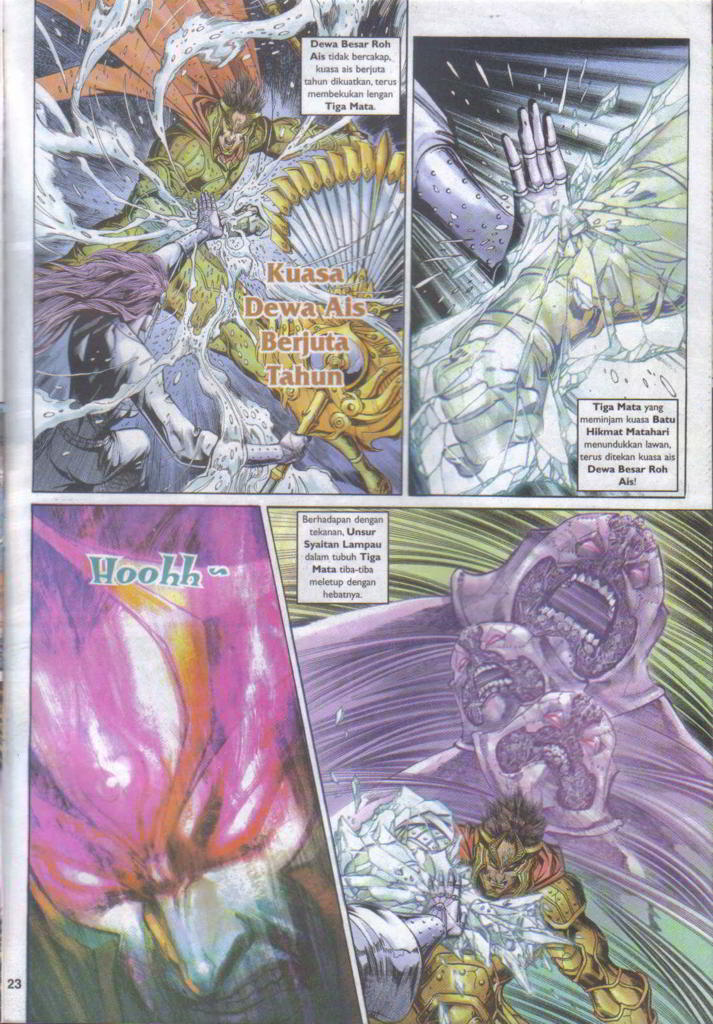 Dewa Besar Roh
Ais tidak bercakap,
kuasa ais berjuta
tahun dikuatkan, terus
membekukan lengan
Tiga Mata.
Kuasa
Dewa Ais
Berjuta
Tahun
Tiga Mata yang
meminjam kuasa Batu
Hikmat Matahari
menundukkan lawan,
terus ditekan kuasa ais
Dewa Besar Roh
Ais!
Hoohh~
Berhadapan dengan
tekanan, Unsur
Syaitan Lampau
dalam tubuh Tiga
Mata tiba-tiba
meletup dengan
hebatnya.
23